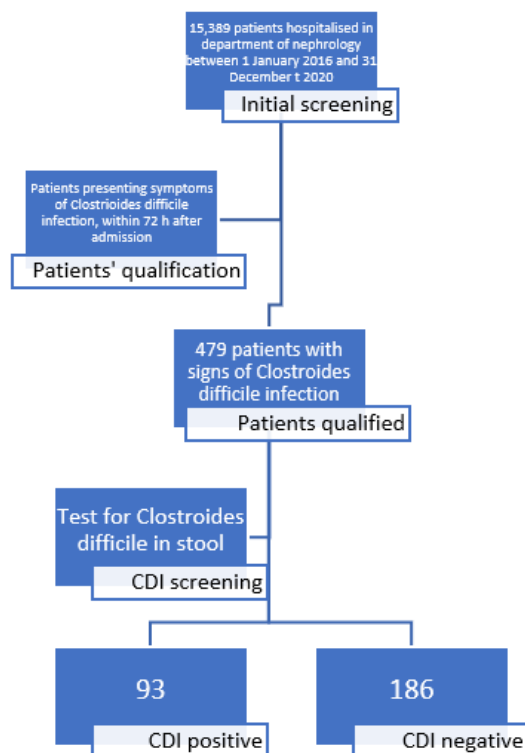 15,389 patients hospitalised in
department of nephrology
between 1 January 2016 and 31
December t 2020
Initial screening
Patients presenting symptoms
of Clostrioides difficile
infection, within 72 h after
admission
Patients' qualification
479 patients with
signs of Clostroides
difficile infection
Patients qualified
Test for Clostroides
difficile in stool
CDI screening
93
CDI positive
186
CDI negative